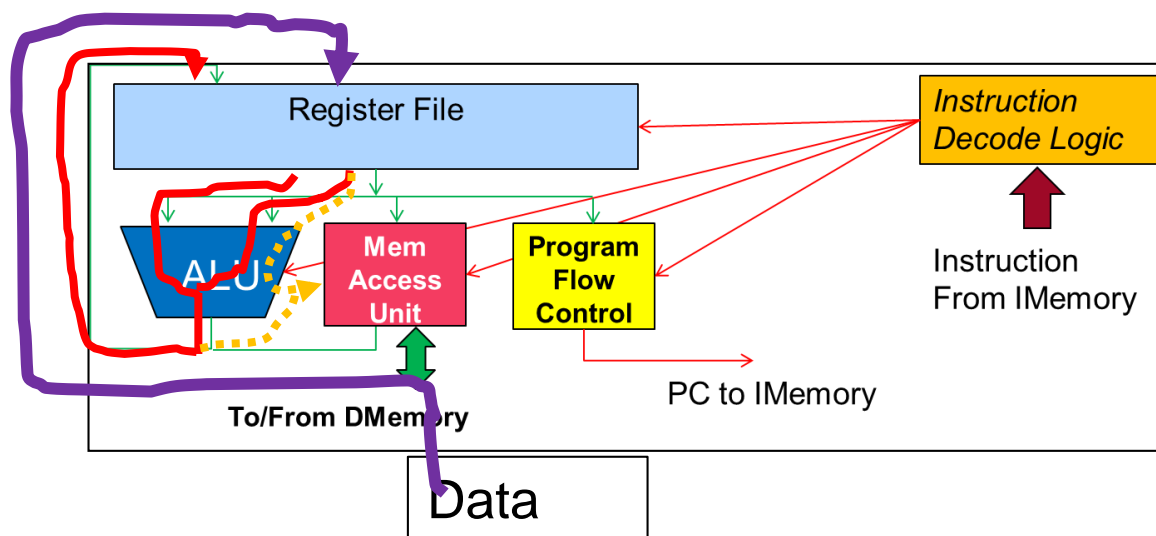 Register File
Instruction
Decode Logic
ALU
Mem
Access
Unit
Program
Flow
Control
Instruction
From IMemory
PC to IMemory
To/From DMemory
Data